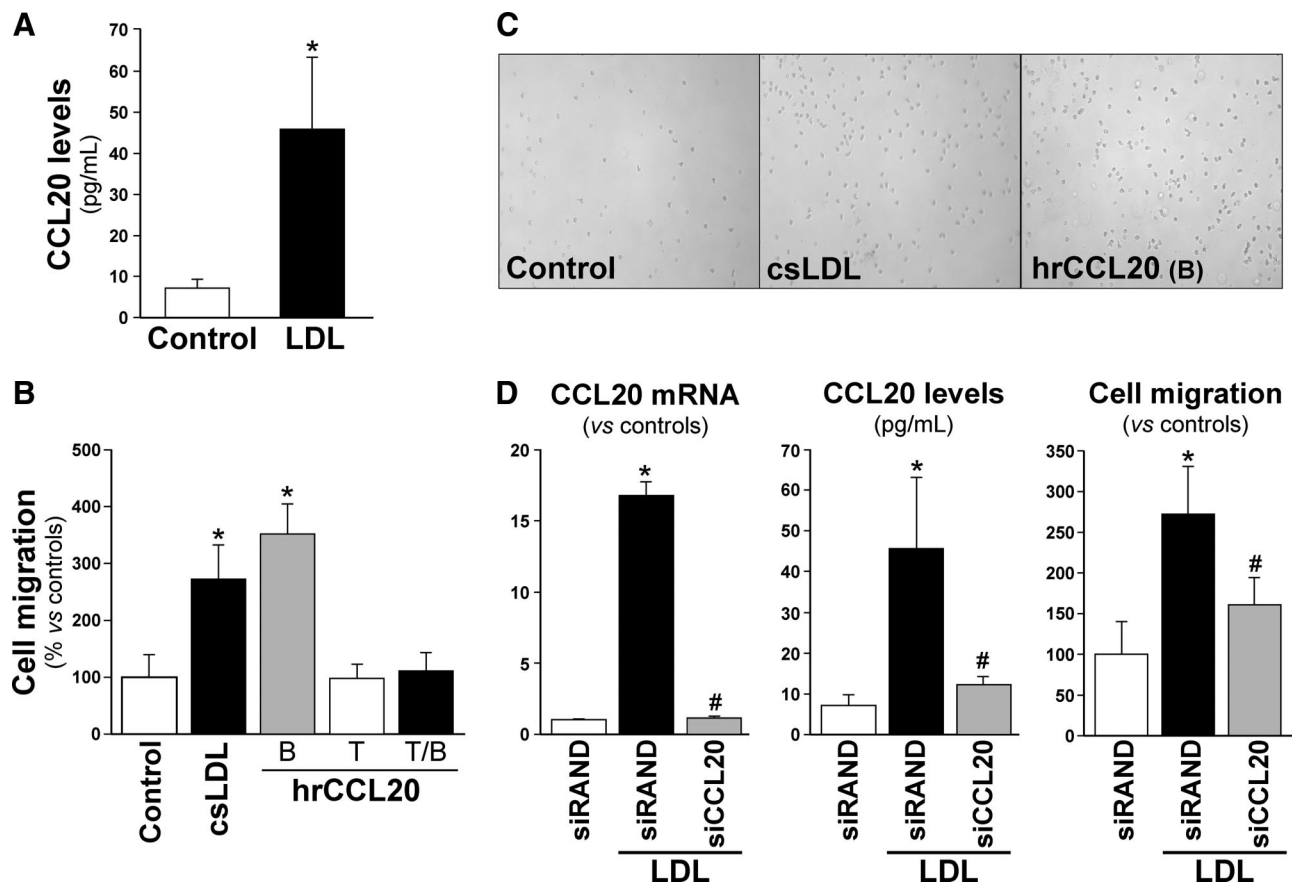 A
CCL20 levels
(pg/mL)
70
60
50
40
30
20
10
0
*
Control
LDL
C
Control
csLDL
hrCCL20 (B)
B
Cell migration
(% vs controls)
500
400
300
200
100
0
*
*
Control
csLDL
B
T
T/B
hrCCL20
D
CCL20 mRNA
(vs controls)
20
17
14
10
5
2
0
*
#
siRAND
siRAND
siCCL20
LDL
CCL20 levels
(pg/mL)
70
60
50
40
30
20
10
0
*
#
siRAND
siRAND
siCCL20
LDL
Cell migration
(vs controls)
350
300
250
200
150
100
50
0
*
#
siRAND
siRAND
siCCL20
LDL